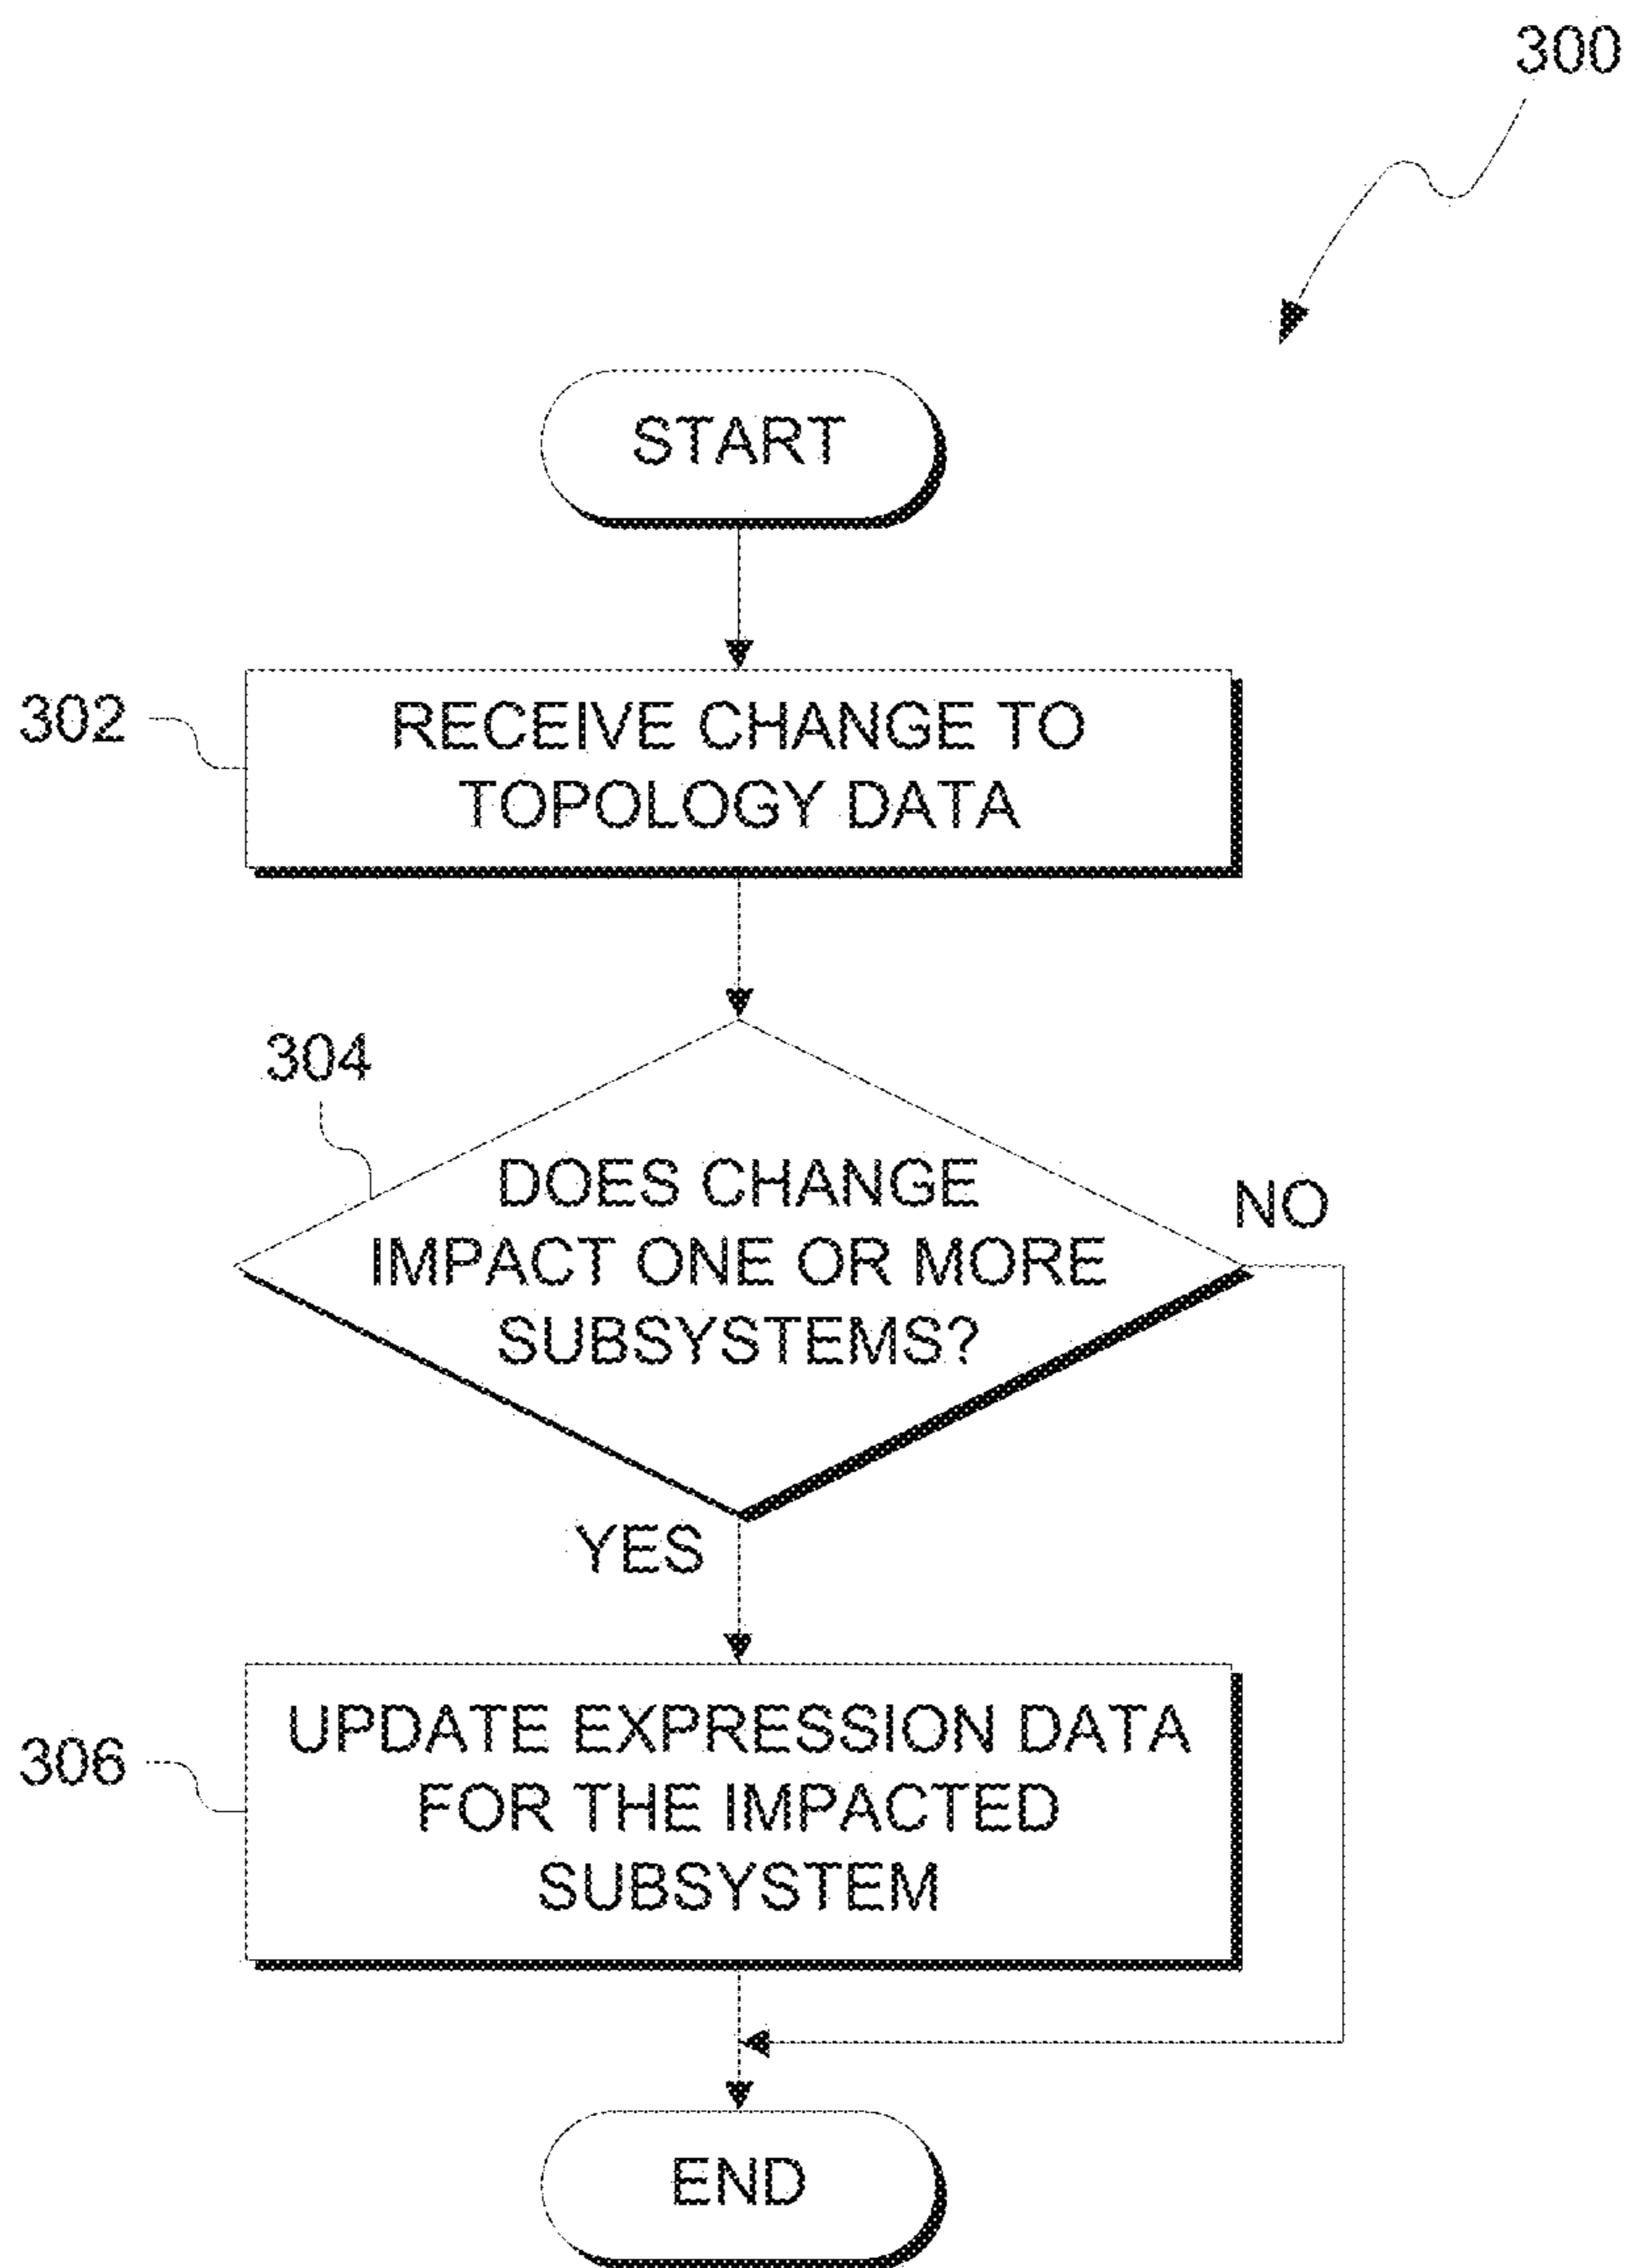 300
START
302
RECEIVE CHANGE TO
TOPOLOGY DATA
304
DOES CHANGE
IMPACT ONE OR MORE
SUBSYSTEMS?
NO
YES
306
UPDATE EXPRESSION DATA
FOR THE IMPACTED
SUBSYSTEM
END